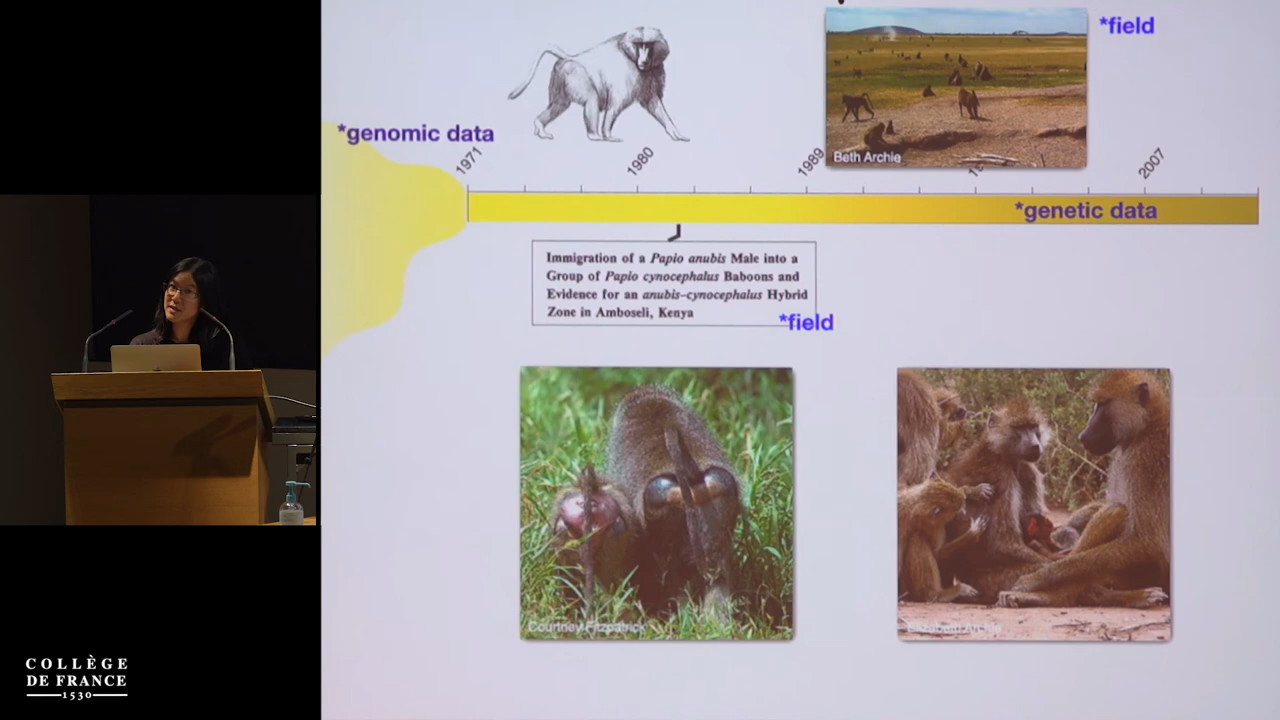 *field
*genomic data
Beth Archie
1971
1980
1989
2007
*genetic data
Immigration of a Papio anubis Male into a
Group of Papio cynocephalus Baboons and
Evidence for an anubis–cynocephalus Hybrid
Zone in Amboseli, Kenya
*field
Courtney Fitzpatrick
Elizabeth Archie
COLLÈGE
DE FRANCE
1530